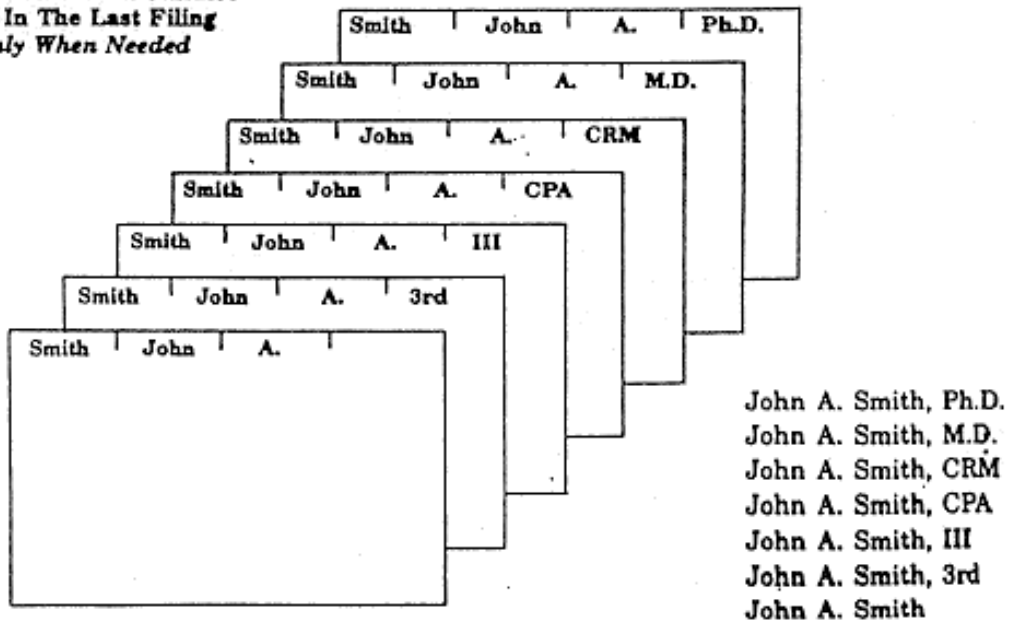 In The Last Filing
When Needed
Smith John A. Ph.D.
Smith John A. M.D.
Smith John A. CRM
Smith John A. CPA
Smith John A. III
Smith John A. 3rd
Smith John A.
John A. Smith, Ph.D.
John A. Smith, M.D.
John A. Smith, CRM
John A. Smith, CPA
John A. Smith, III
John A. Smith, 3rd
John A. Smith